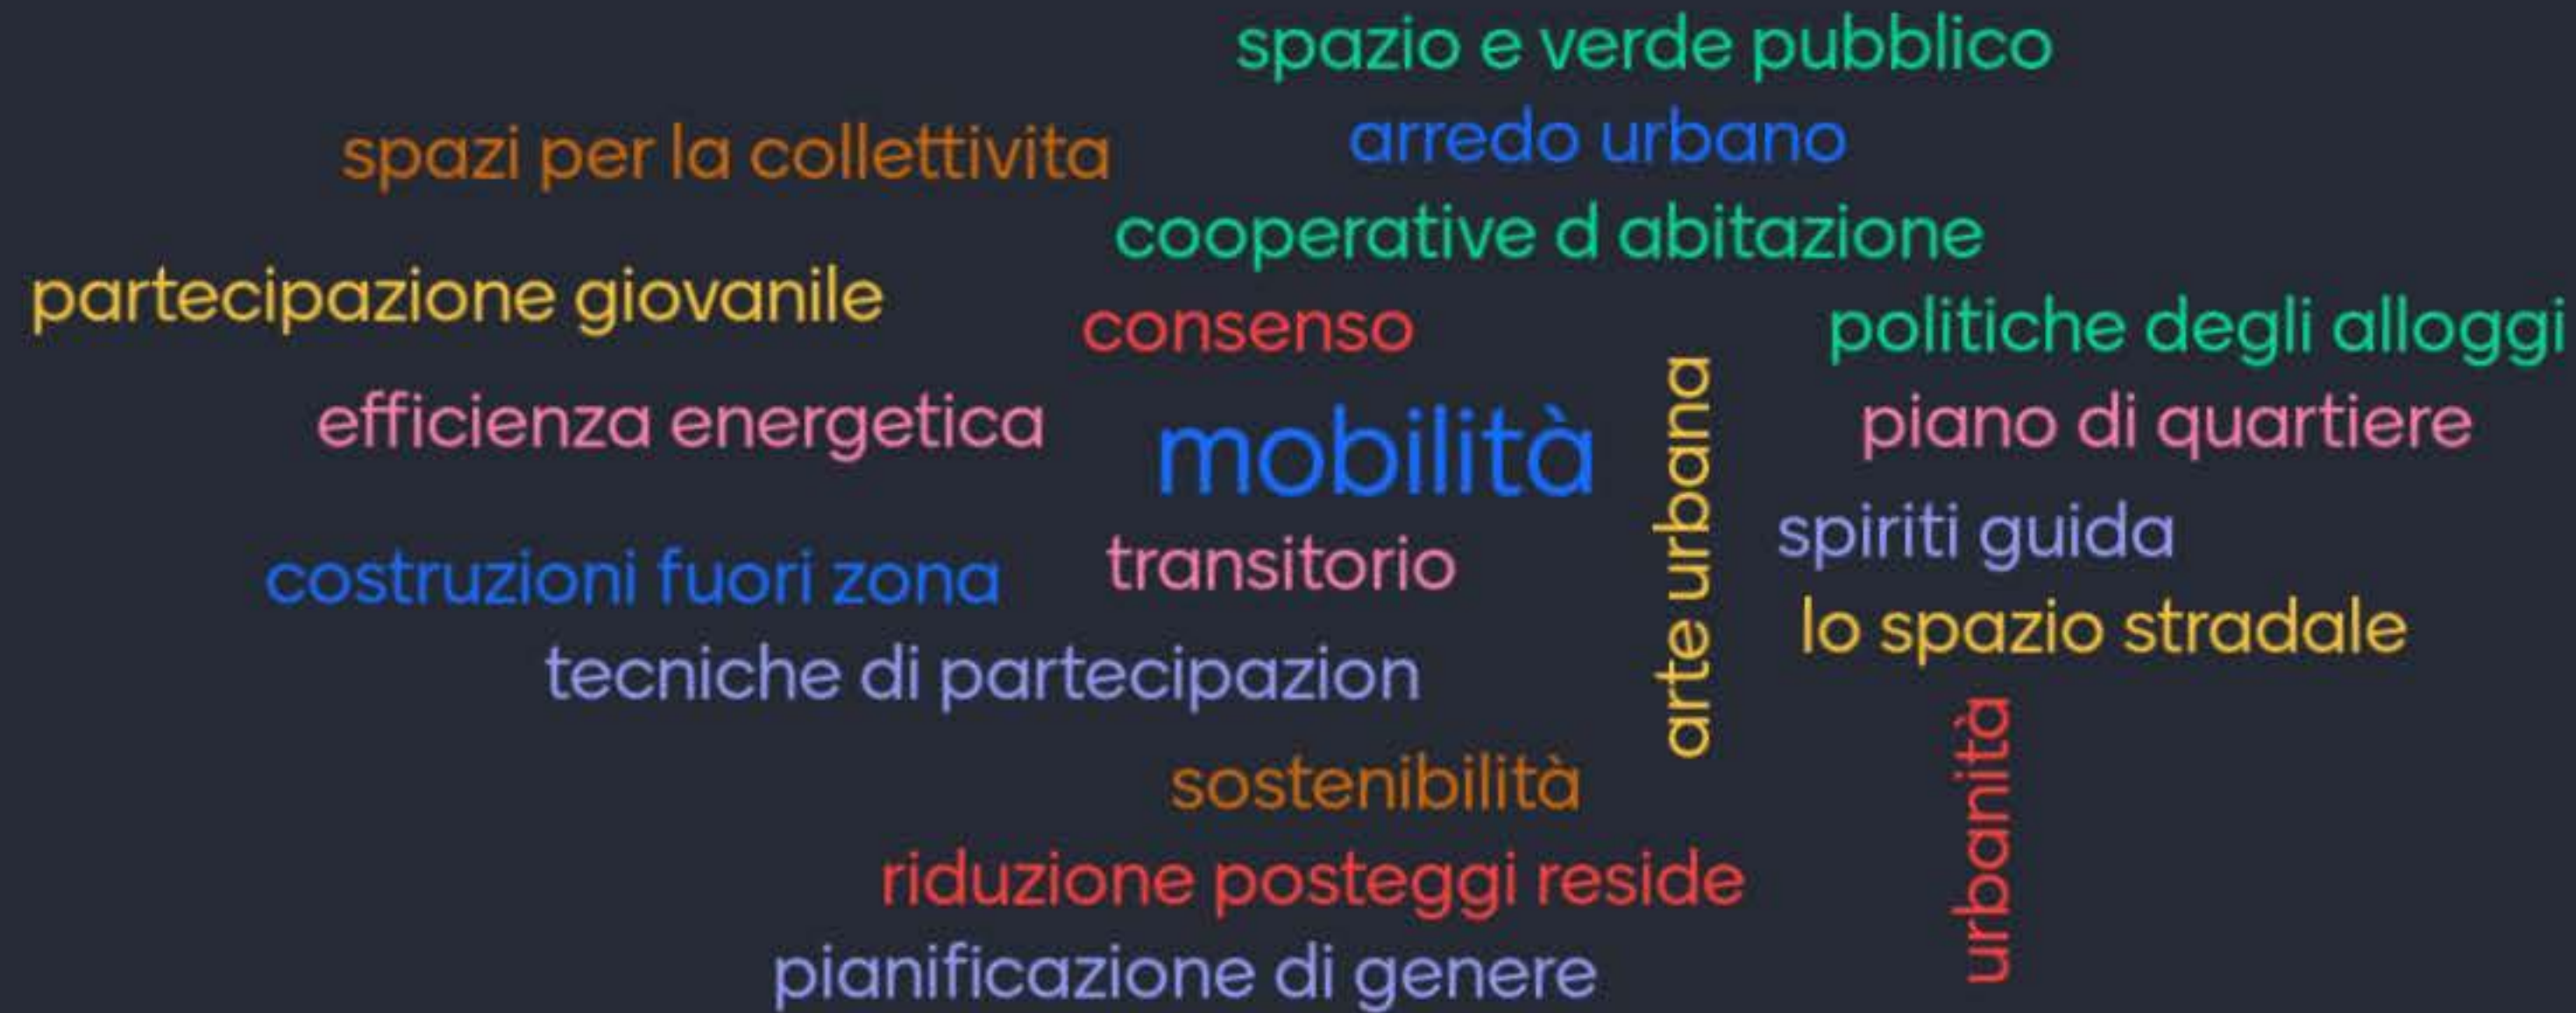 spazio e verde pubblico
spazi per la collettivita
arredo urbano
cooperative d abitazione
partecipazione giovanile
consenso
politiche degli alloggi
efficienza energetica
mobilità
arte urbana
piano di quartiere
spiriti guida
costruzioni fuori zona
transitorio
lo spazio stradale
tecniche di partecipazion
urbanità
sostenibilità
riduzione posteggi reside
pianificazione di genere